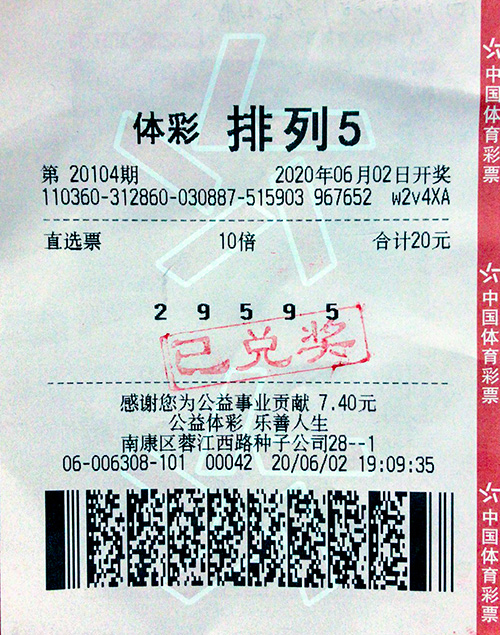 体彩 排列5
第 20104期 2020年06月02日开奖
110360-312860-030887-515903 967652 w2v4XA
直选票 10倍 合计20元
2 9 5 9 5
已兑奖
感谢您为公益事业贡献 7.40元
公益体彩 乐善人生
南康区蓉江西路种子公司28--1
06-006308-101 00042 20/06/02 19:09:35
中国体育彩票
中国体育彩票
中国体育彩票